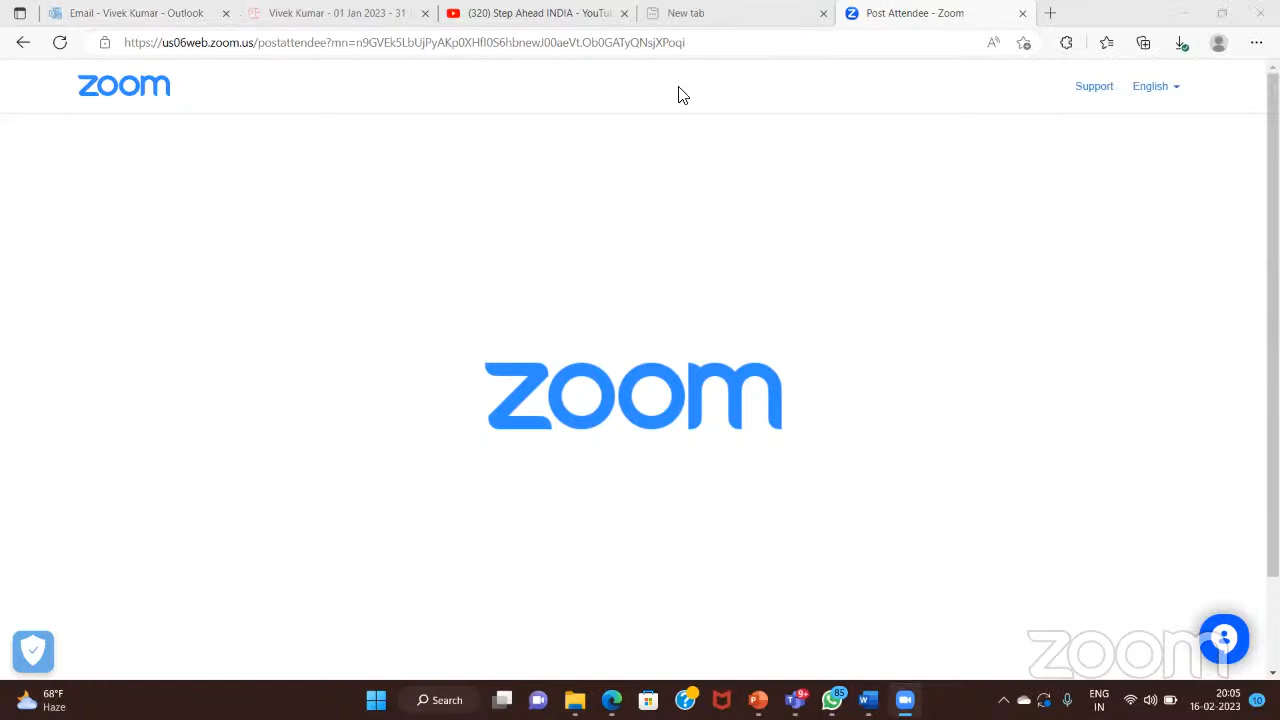 Email - Vivek Kumar - Outlook
Vivek Kumar - 01 Jan 2023 - 31
(320) Step Ahead INDIA - YouTu
New tab
Post Attendee - Zoom
https://us06web.zoom.us/postattendee?mn=n9GVEk5LbUjPyAKp0XHfl0S6hbnewJ00aeVt.Ob0GATyQNsjXPoqi
zoom
Support
English
zoom
zoom
68°F
Haze
Search
9+
85
ENG
IN
20:05
16-02-2023
10